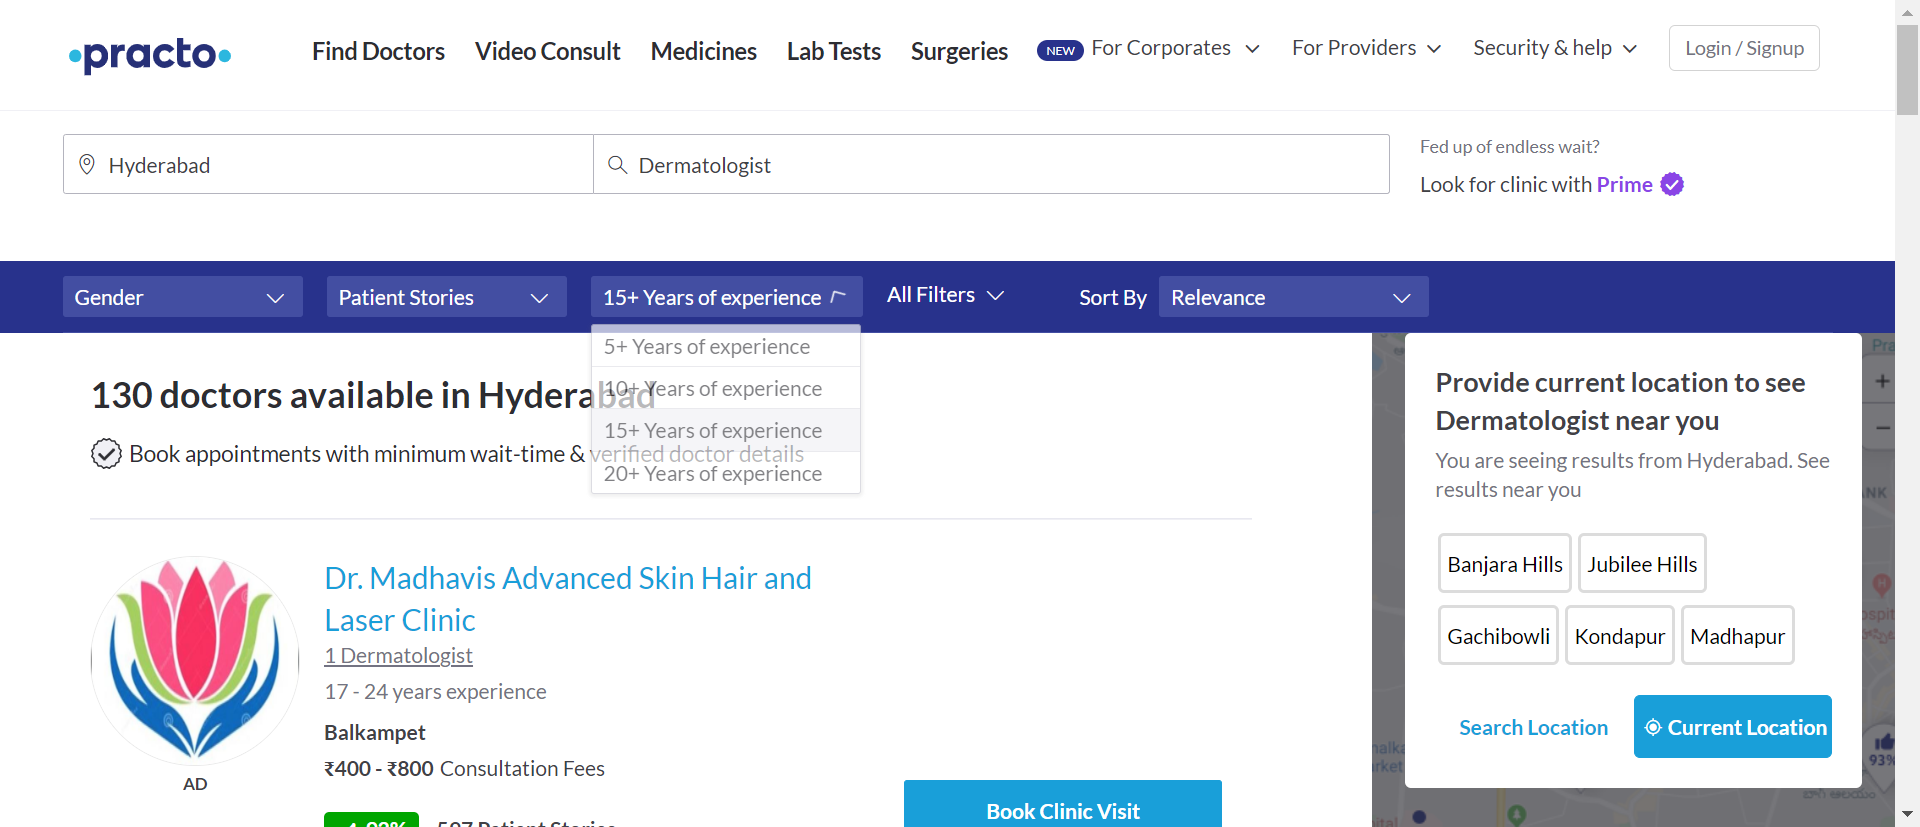 practo
Find Doctors
Video Consult
Medicines
Lab Tests
Surgeries
NEW
For Corporates
For Providers
Security & help
Login / Signup
Hyderabad
Dermatologist
Fed up of endless wait?
Look for clinic with Prime
Gender
Patient Stories
15+ Years of experience
All Filters
Sort By
Relevance
5+ Years of experience
10+ Years of experience
15+ Years of experience
20+ Years of experience
130 doctors available in Hyderabad
Book appointments with minimum wait-time & verified doctor details
Dr. Madhavis Advanced Skin Hair and
Laser Clinic
1 Dermatologist
17 - 24 years experience
Balkampet
₹400 - ₹800 Consultation Fees
AD
Book Clinic Visit
Provide current location to see
Dermatologist near you
You are seeing results from Hyderabad. See
results near you
Banjara Hills
Jubilee Hills
Gachibowli
Kondapur
Madhapur
Search Location
Current Location
93%